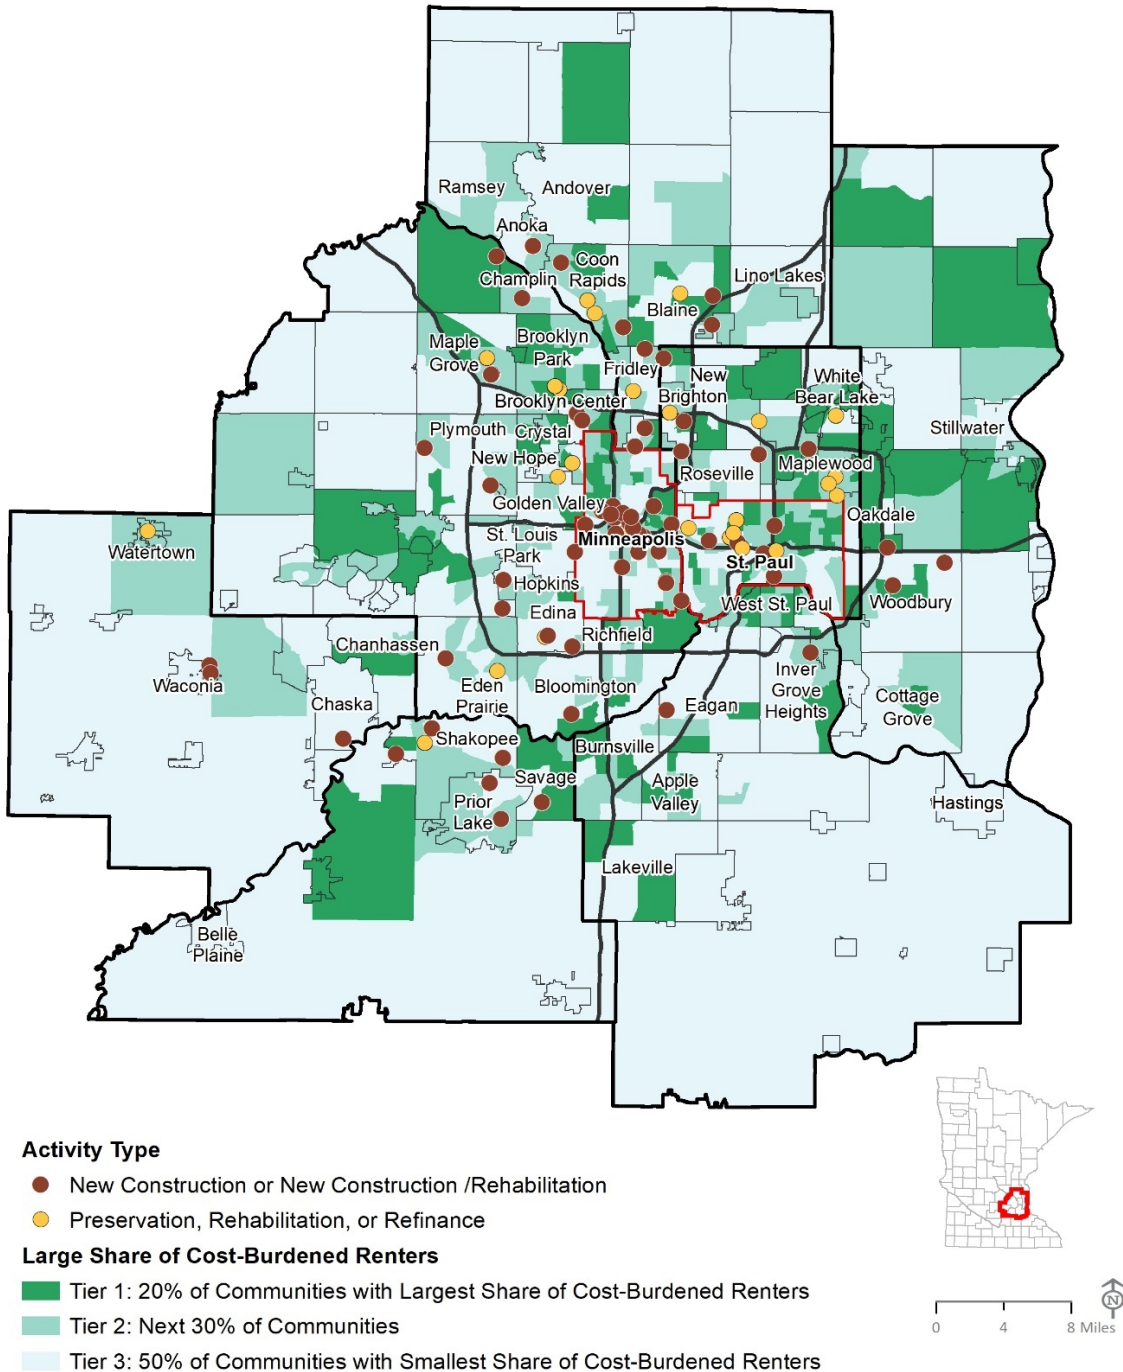 Ramsey
Andover
Anoka
Coon
Rapids
Champlin
Lino Lakes
Blaine
Maple
Grove
Brooklyn
Park
Fridley
New
Brighton
White
Bear Lake
Brooklyn Center
Plymouth
Crystal
Stillwater
New Hope
Roseville
Maplewood
Golden Valley
Oakdale
Watertown
St. Louis
Park
Minneapolis
St. Paul
Hopkins
Woodbury
Edina
West St. Paul
Richfield
Chanhassen
Waconia
Eden
Prairie
Bloomington
Inver
Grove
Heights
Chaska
Eagan
Cottage
Grove
Shakopee
Burnsville
Savage
Apple
Valley
Prior
Lake
Hastings
Lakeville
Belle
Plaine
Activity Type
New Construction or New Construction /Rehabilitation
Preservation, Rehabilitation, or Refinance
Large Share of Cost-Burdened Renters
Tier 1: 20% of Communities with Largest Share of Cost-Burdened Renters
Tier 2: Next 30% of Communities
Tier 3: 50% of Communities with Smallest Share of Cost-Burdened Renters
N
0 4 8 Miles